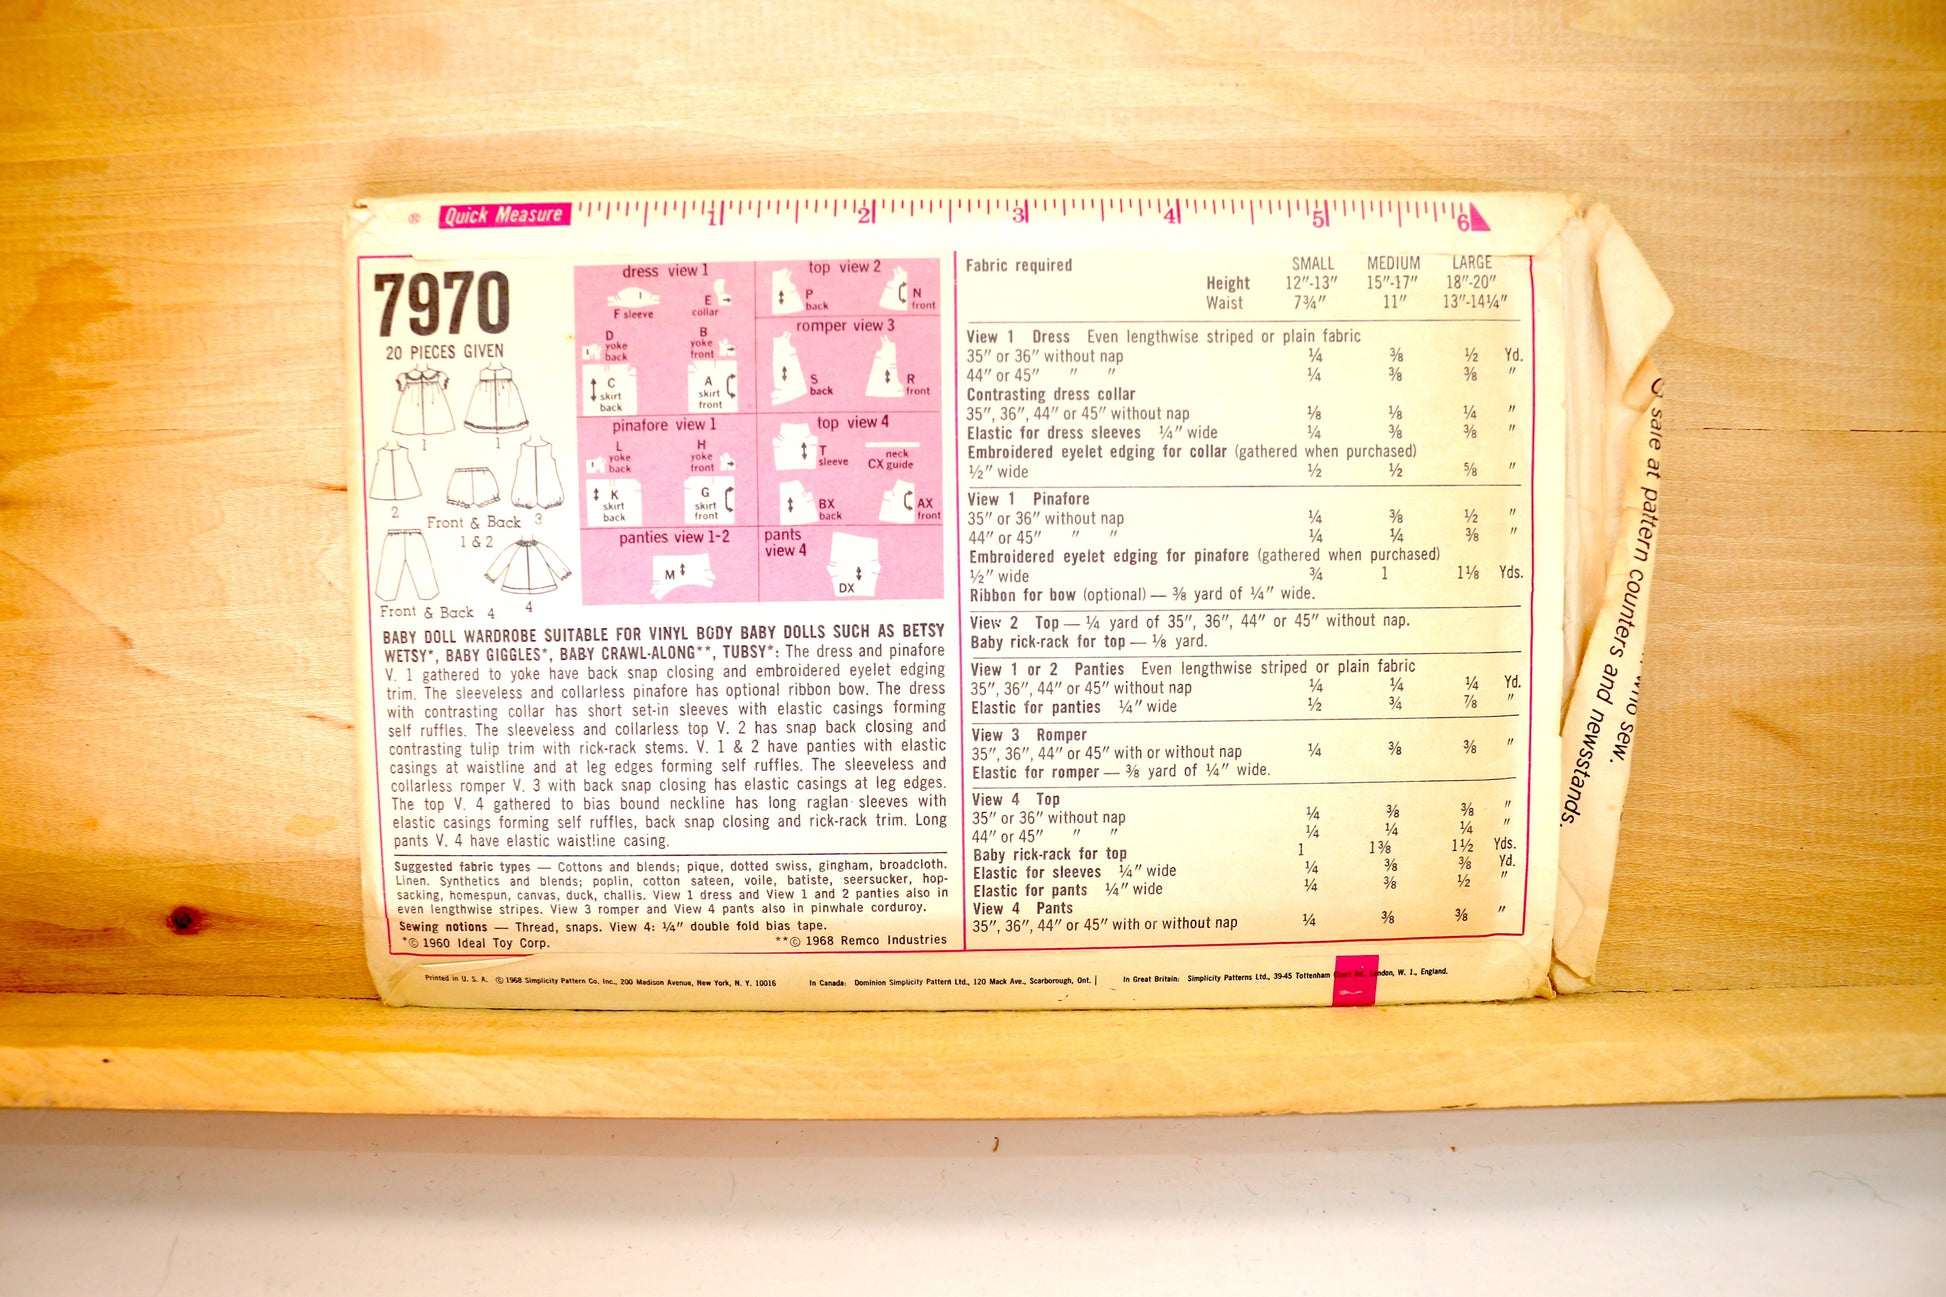 ® Quick Measure 1 2 3 4 5 6
7970
20 PIECES GIVEN
1 1
2
3
Front & Back
1 & 2
Front & Back 4
4
dress view 1
F sleeve
E
collar
D
yoke
back
B
yoke
front
C
skirt
back
A
skirt
front
pinafore view 1
L
yoke
back
H
yoke
front
K
skirt
back
G
skirt
front
panties view 1-2
M
top view 2
P
back
N
front
romper view 3
S
back
R
front
top view 4
T
sleeve
neck
CX guide
BX
back
AX
front
pants
view 4
DX
BABY DOLL WARDROBE SUITABLE FOR VINYL BODY BABY DOLLS SUCH AS BETSY
WETSY*, BABY GIGGLES*, BABY CRAWL-ALONG**, TUBSY*: The dress and pinafore
V. 1 gathered to yoke have back snap closing and embroidered eyelet edging
trim. The sleeveless and collarless pinafore has optional ribbon bow. The dress
with contrasting collar has short set-in sleeves with elastic casings forming
self ruffles. The sleeveless and collarless top V. 2 has snap back closing and
contrasting tulip trim with rick-rack stems. V. 1 & 2 have panties with elastic
casings at waistline and at leg edges forming self ruffles. The sleeveless and
collarless romper V. 3 with back snap closing has elastic casings at leg edges.
The top V. 4 gathered to bias bound neckline has long raglan sleeves with
elastic casings forming self ruffles, back snap closing and rick-rack trim. Long
pants V. 4 have elastic waistline casing.
Suggested fabric types — Cottons and blends; pique, dotted swiss, gingham, broadcloth.
Linen. Synthetics and blends; poplin, cotton sateen, voile, batiste, seersucker, hop-
sacking, homespun, canvas, duck, challis. View 1 dress and View 1 and 2 panties also in
even lengthwise stripes. View 3 romper and View 4 pants also in pinwhale corduroy.
Sewing notions — Thread, snaps. View 4: ¼" double fold bias tape.
*© 1960 Ideal Toy Corp. **© 1968 Remco Industries
Fabric required SMALL MEDIUM LARGE
Height 12"-13" 15"-17" 18"-20"
Waist 7¾" 11" 13"-14¼"
View 1 Dress Even lengthwise striped or plain fabric
35" or 36" without nap ¼ ⅜ ½ Yd.
44" or 45" " " ¼ ⅜ ⅜ "
Contrasting dress collar
35", 36", 44" or 45" without nap ⅛ ⅛ ¼ "
Elastic for dress sleeves ¼" wide ¼ ⅜ ⅜ "
Embroidered eyelet edging for collar (gathered when purchased)
½" wide ½ ½ ⅝ "
View 1 Pinafore
35" or 36" without nap ¼ ⅜ ½ "
44" or 45" " " ¼ ¼ ⅜ "
Embroidered eyelet edging for pinafore (gathered when purchased)
½" wide ¾ 1 1⅛ Yds.
Ribbon for bow (optional) — ⅜ yard of ¼" wide.
View 2 Top — ¼ yard of 35", 36", 44" or 45" without nap.
Baby rick-rack for top — ⅛ yard.
View 1 or 2 Panties Even lengthwise striped or plain fabric
35", 36", 44" or 45" without nap ¼ ¼ ¼ Yd.
Elastic for panties ¼" wide ½ ¾ ⅞ "
View 3 Romper
35", 36", 44" or 45" with or without nap ¼ ⅜ ⅜ "
Elastic for romper — ⅜ yard of ¼" wide.
View 4 Top
35" or 36" without nap ¼ ⅜ ⅜ "
44" or 45" " " ¼ ¼ ¼ "
Baby rick-rack for top 1 1⅜ 1½ Yds.
Elastic for sleeves ¼" wide ¼ ⅜ ⅜ Yd.
Elastic for pants ¼" wide ¼ ⅜ ½ "
View 4 Pants
35", 36", 44" or 45" with or without nap ¼ ⅜ ⅜ "
Printed in U. S. A. © 1968 Simplicity Pattern Co. Inc., 200 Madison Avenue, New York, N. Y. 10016 In Canada: Dominion Simplicity Pattern Ltd., 120 Mack Ave., Scarborough, Ont. | In Great Britain: Simplicity Patterns Ltd., 39-45 Tottenham Court Rd., London, W. 1., England.
who sew.
sale at pattern counters and newsstands.